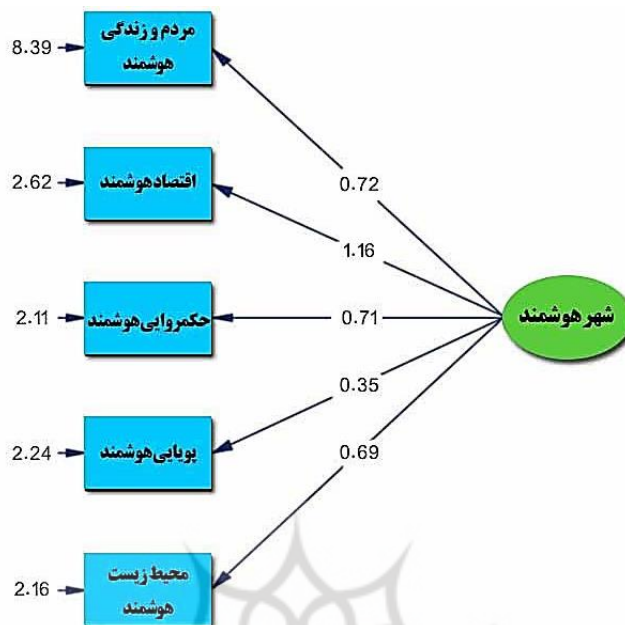 مردم و زندگی
هوشمند
8.39
0.72
اقتصاد هوشمند
2.62
1.16
حکمروایی هوشمند
2.11
0.71
شهر هوشمند
پویایی هوشمند
2.24
0.35
محیط زیست
هوشمند
2.16
0.69